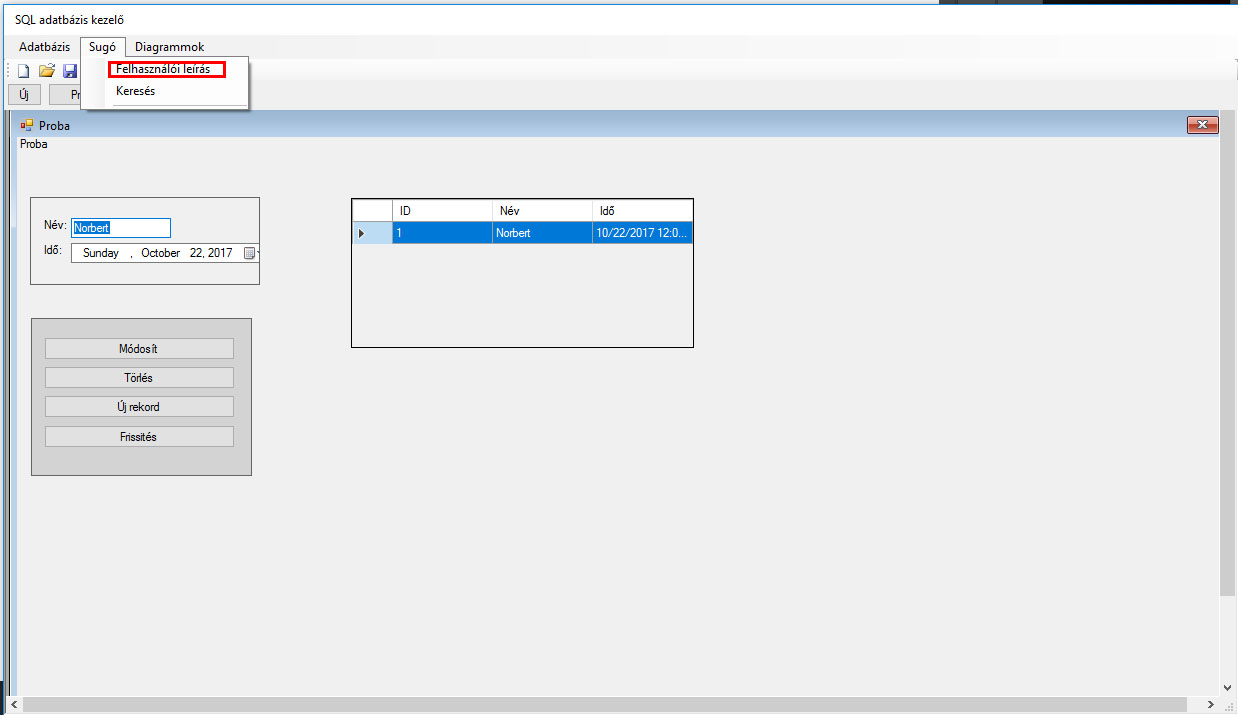 SQL adatbázis kezelő
Adatbázis Sugó Diagrammok
Felhasználói leírás
Keresés
Új Pr
Proba
Proba
Név: Norbert
Idő: Sunday , October 22, 2017
ID Név Idő
1 Norbert 10/22/2017 12:0...
Módosít
Törlés
Új rekord
Frissités